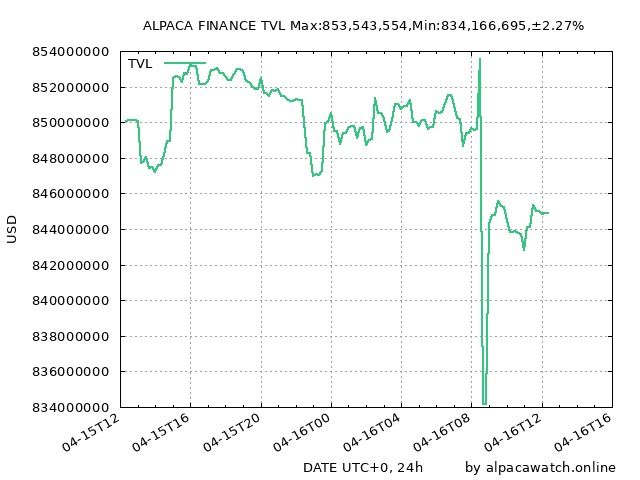 ALPACA FINANCE TVL Max:853,543,554,Min:834,166,695,±2.27%
TVL
854000000
852000000
850000000
848000000
846000000
844000000
842000000
840000000
838000000
836000000
834000000
USD
04-15T12
04-15T16
04-15T20
04-16T00
04-16T04
04-16T08
04-16T12
04-16T16
DATE UTC+0, 24h
by alpacawatch.online